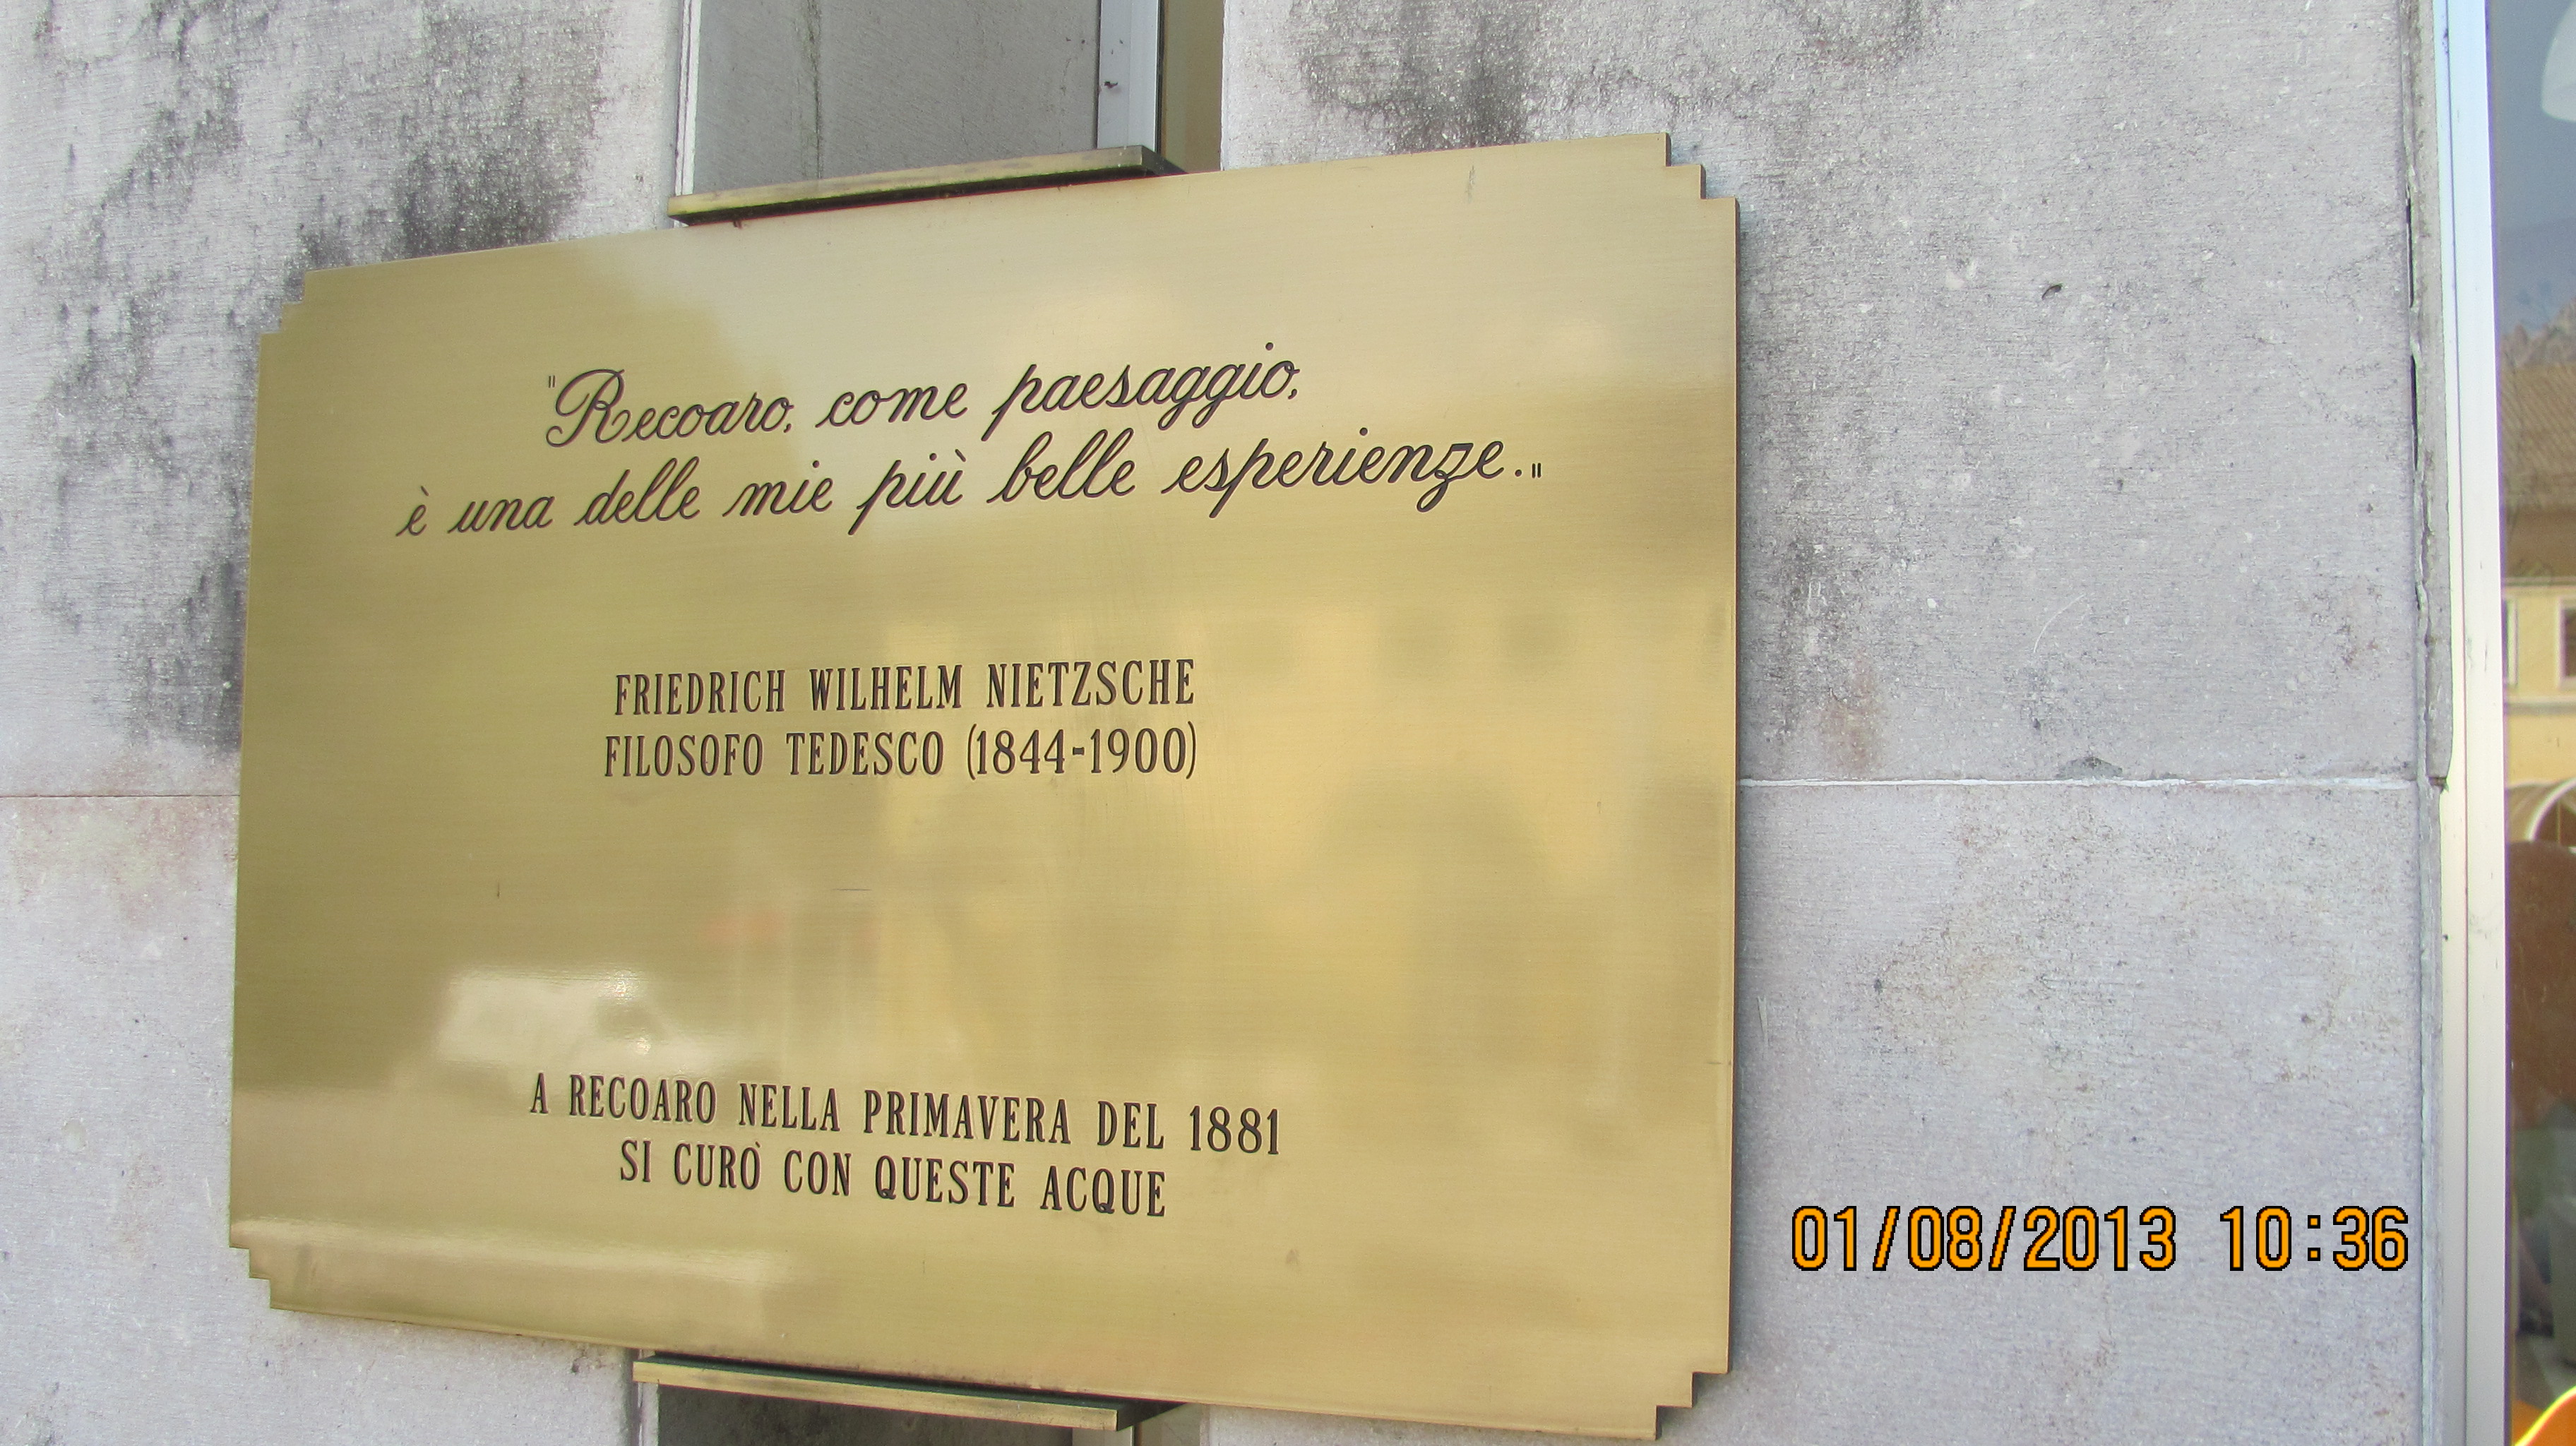 "Recoaro, come paesaggio,
è una delle mie più belle esperienze."
FRIEDRICH WILHELM NIETZSCHE
FILOSOFO TEDESCO (1844-1900)
A RECOARO NELLA PRIMAVERA DEL 1881
SI CURÒ CON QUESTE ACQUE
01/08/2013 10:36